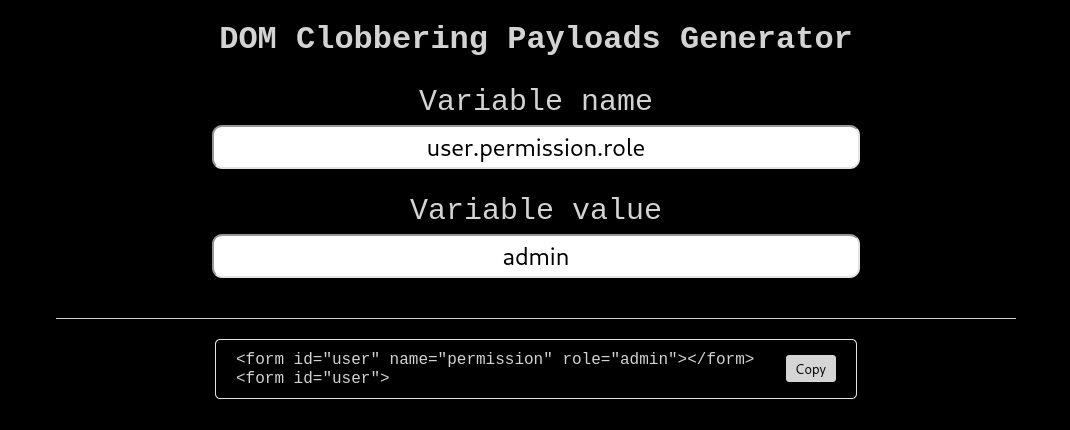 DOM Clobbering Payloads Generator
Variable name
user.permission.role
Variable value
admin
<form id="user" name="permission" role="admin"></form>
<form id="user">
Copy